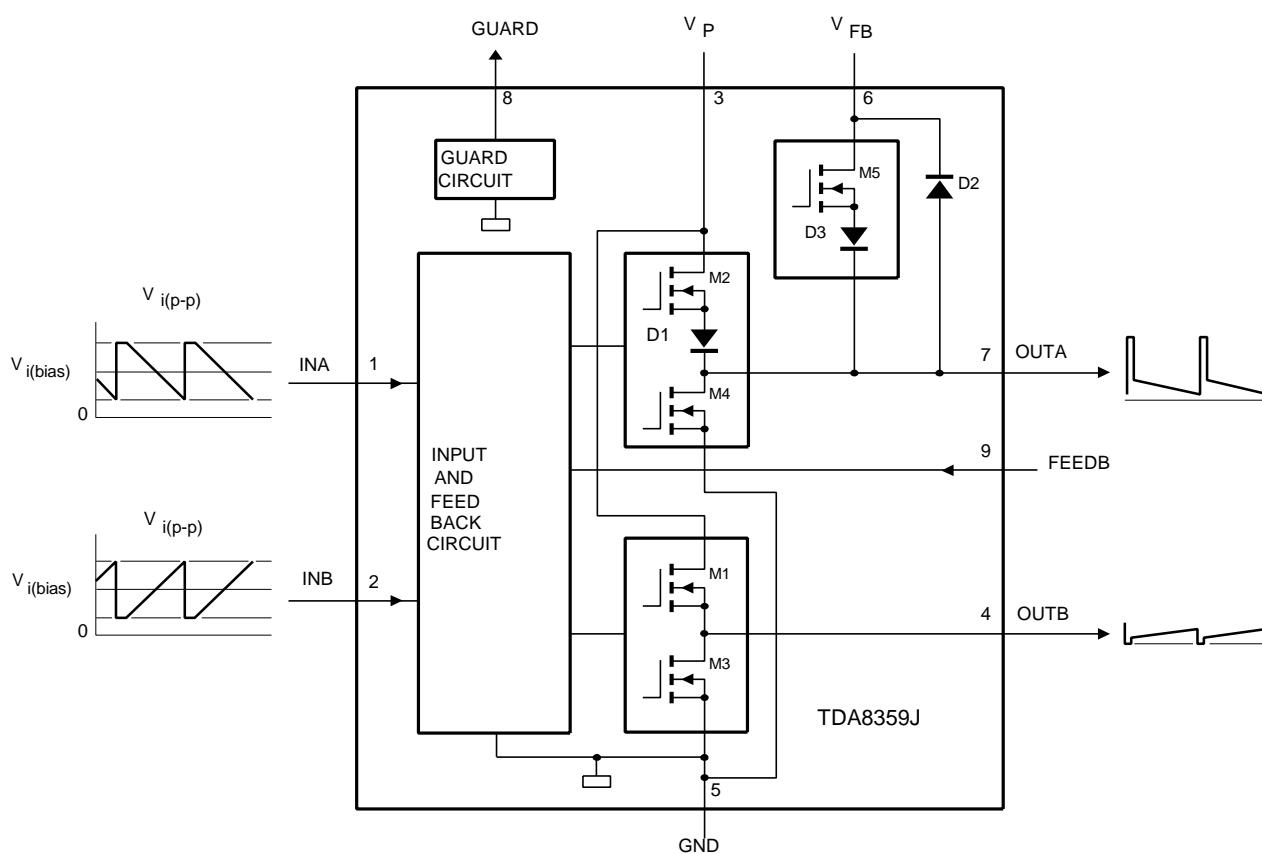 GUARD
V P
V FB
8
3
6
GUARD
CIRCUIT
M5
D2
D3
M2
D1
V i(p-p)
V i(bias)
0
INA
1
7
OUTA
M4
INPUT
AND
FEED
BACK
CIRCUIT
9
FEEDB
V i(p-p)
V i(bias)
0
INB
2
M1
4
OUTB
M3
TDA8359J
5
GND